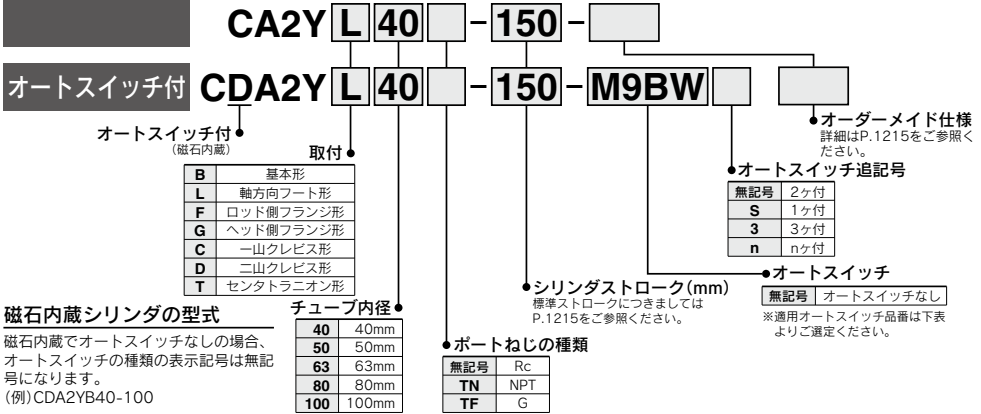 CA2Y L 40 - 150 -
オートスイッチ付 CDA2Y L 40 - 150 - M9BW
オートスイッチ付
(磁石内蔵)
取付
B 基本形
L 軸方向フート形
F ロッド側フランジ形
G ヘッド側フランジ形
C 一山クレビス形
D 二山クレビス形
T センタトラニオン形
オーダーメイド仕様
詳細はP.1215をご参照く
ださい。
オートスイッチ追記号
無記号 2ヶ付
S 1ヶ付
3 3ヶ付
n nヶ付
オートスイッチ
無記号 オートスイッチなし
※適用オートスイッチ品番は下表
よりご選定ください。
シリンダストローク(mm)
標準ストロークにつきましては
P.1215をご参照ください。
ポートねじの種類
無記号 Rc
TN NPT
TF G
チューブ内径
40 40mm
50 50mm
63 63mm
80 80mm
100 100mm
磁石内蔵シリンダの型式
磁石内蔵でオートスイッチなしの場合、
オートスイッチの種類の表示記号は無記
号になります。
(例)CDA2YB40-100